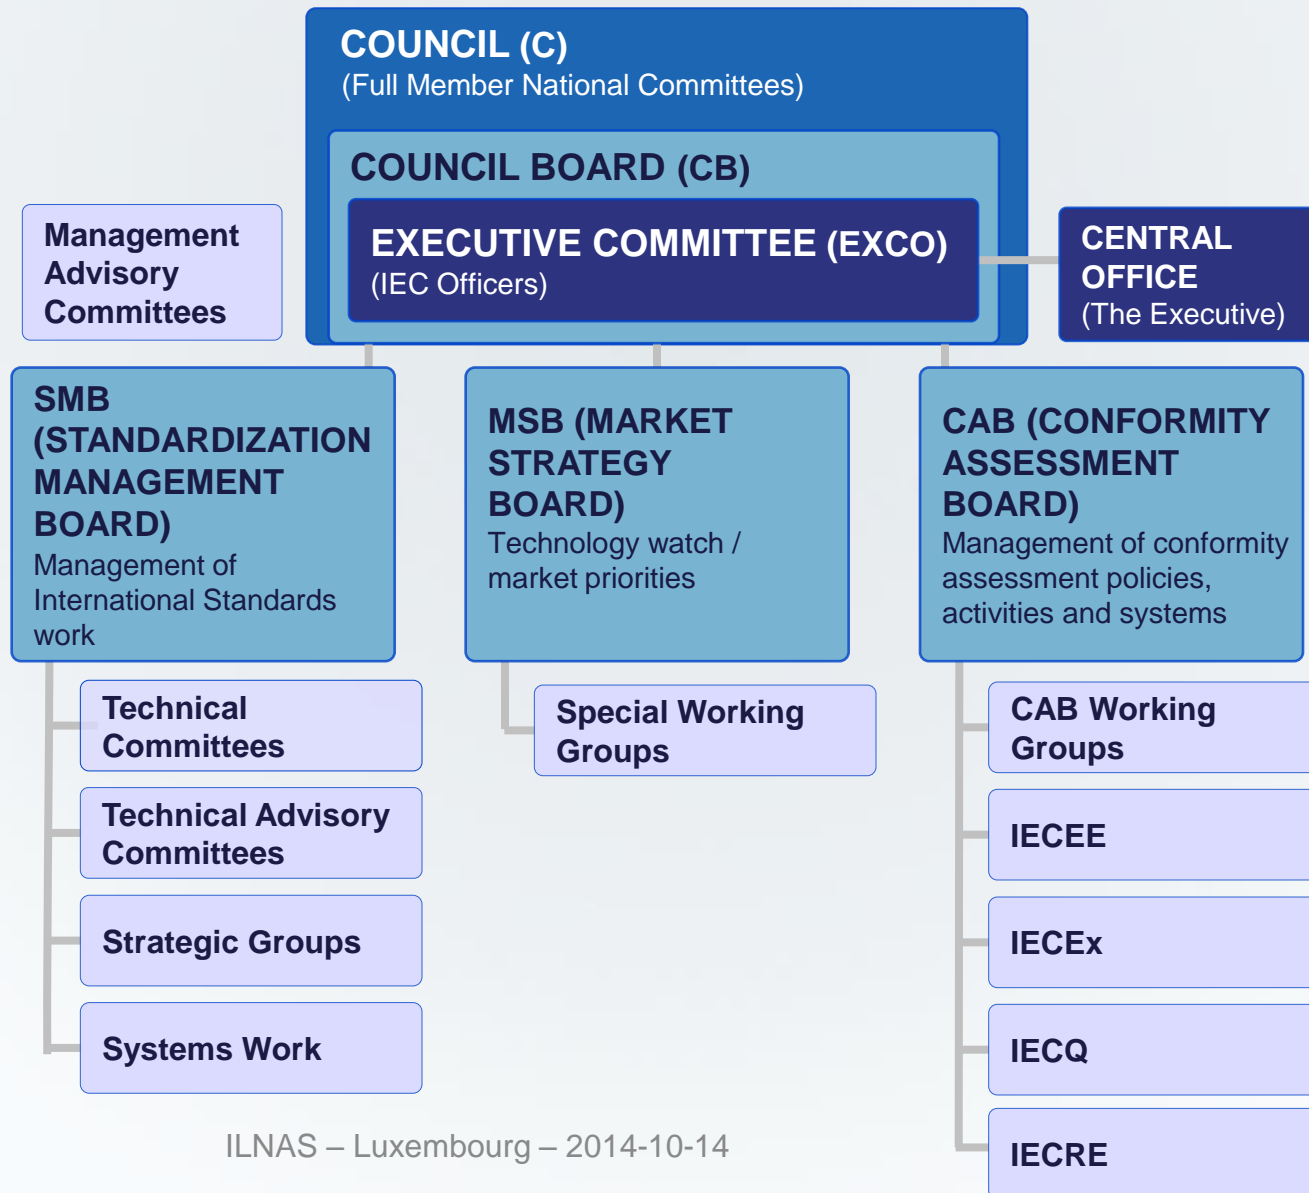 COUNCIL (C)
(Full Member National Committees)
COUNCIL BOARD (CB)
EXECUTIVE COMMITTEE (EXCO)
(IEC Officers)
Management
Advisory
Committees
CENTRAL
OFFICE
(The Executive)
SMB
(STANDARDIZATION
MANAGEMENT
BOARD)
Management of
International Standards
work
MSB (MARKET
STRATEGY
BOARD)
Technology watch /
market priorities
CAB (CONFORMITY
ASSESSMENT
BOARD)
Management of conformity
assessment policies,
activities and systems
Technical
Committees
Technical Advisory
Committees
Strategic Groups
Systems Work
Special Working
Groups
CAB Working
Groups
IECEE
IECEx
IECQ
IECRE
ILNAS – Luxembourg – 2014-10-14